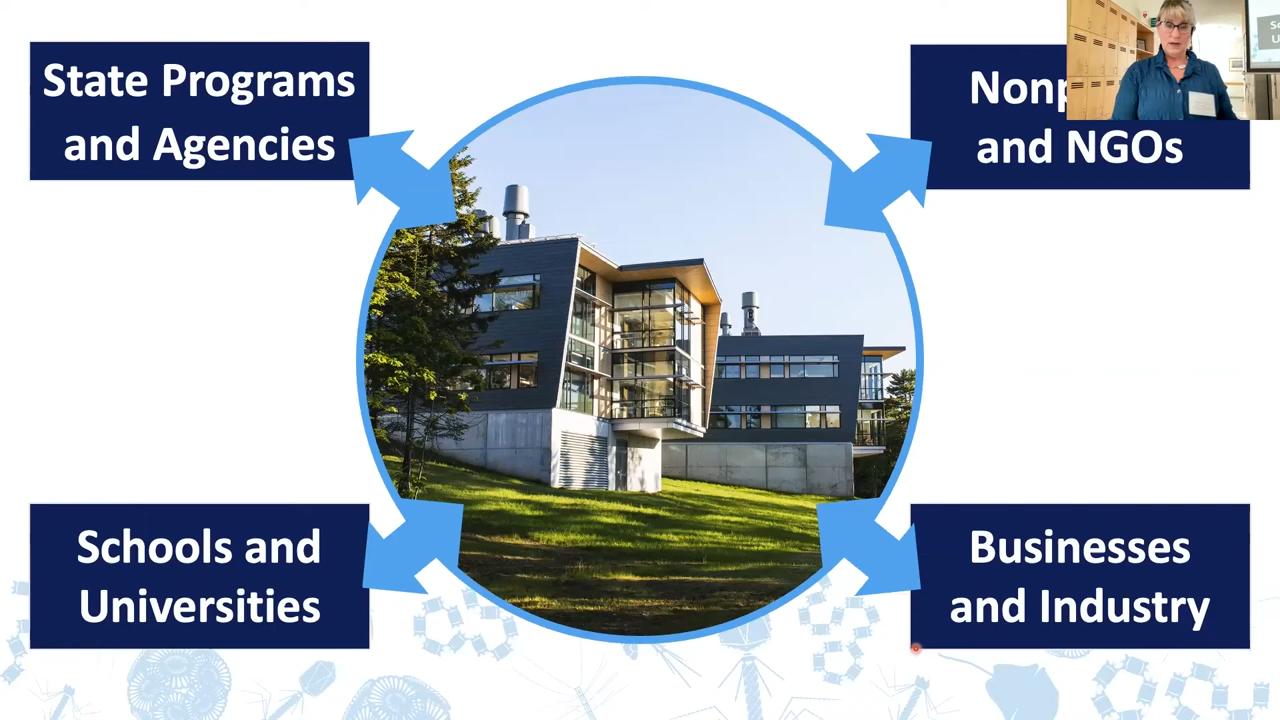 State Programs
and Agencies
and NGOs
Schools and
Universities
Businesses
and Industry